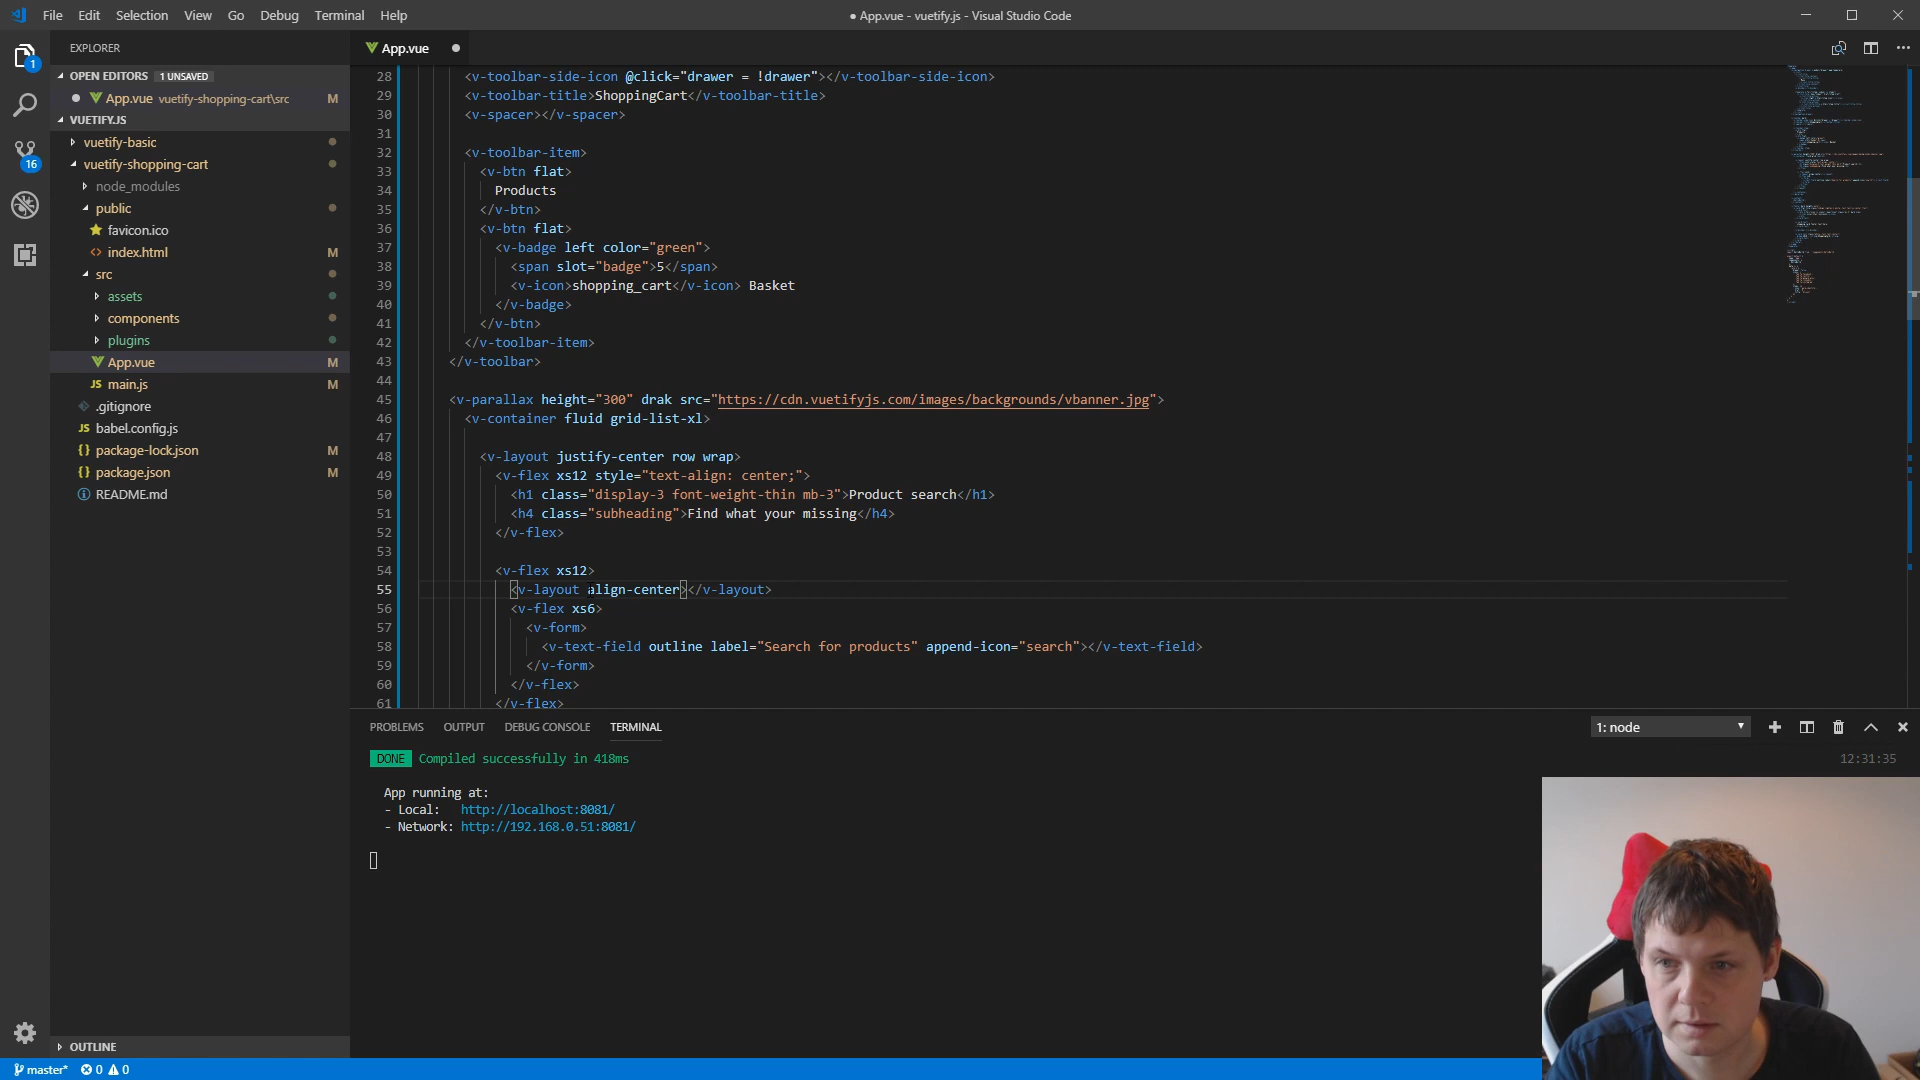 File Edit Selection View Go Debug Terminal Help
● App.vue - vuetify.js - Visual Studio Code
EXPLORER
OPEN EDITORS 1 UNSAVED
App.vue vuetify-shopping-cart\src M
VUETIFY.JS
vuetify-basic
vuetify-shopping-cart
node_modules
public
favicon.ico
index.html M
src
assets
components
plugins
App.vue M
main.js M
.gitignore
babel.config.js
package-lock.json M
package.json M
README.md
OUTLINE
1
16
App.vue
28 <v-toolbar-side-icon @click="drawer = !drawer"></v-toolbar-side-icon>
29 <v-toolbar-title>ShoppingCart</v-toolbar-title>
30 <v-spacer></v-spacer>
31
32 <v-toolbar-item>
33 <v-btn flat>
34 Products
35 </v-btn>
36 <v-btn flat>
37 <v-badge left color="green">
38 <span slot="badge">5</span>
39 <v-icon>shopping_cart</v-icon> Basket
40 </v-badge>
41 </v-btn>
42 </v-toolbar-item>
43 </v-toolbar>
44
45 <v-parallax height="300" drak src="https://cdn.vuetifyjs.com/images/backgrounds/vbanner.jpg">
46 <v-container fluid grid-list-xl>
47
48 <v-layout justify-center row wrap>
49 <v-flex xs12 style="text-align: center;">
50 <h1 class="display-3 font-weight-thin mb-3">Product search</h1>
51 <h4 class="subheading">Find what your missing</h4>
52 </v-flex>
53
54 <v-flex xs12>
55 <v-layout align-center></v-layout>
56 <v-flex xs6>
57 <v-form>
58 <v-text-field outline label="Search for products" append-icon="search"></v-text-field>
59 </v-form>
60 </v-flex>
61 </v-flex>
PROBLEMS OUTPUT DEBUG CONSOLE TERMINAL
1: node
DONE Compiled successfully in 418ms
12:31:35
App running at:
- Local: http://localhost:8081/
- Network: http://192.168.0.51:8081/
master* 0 0